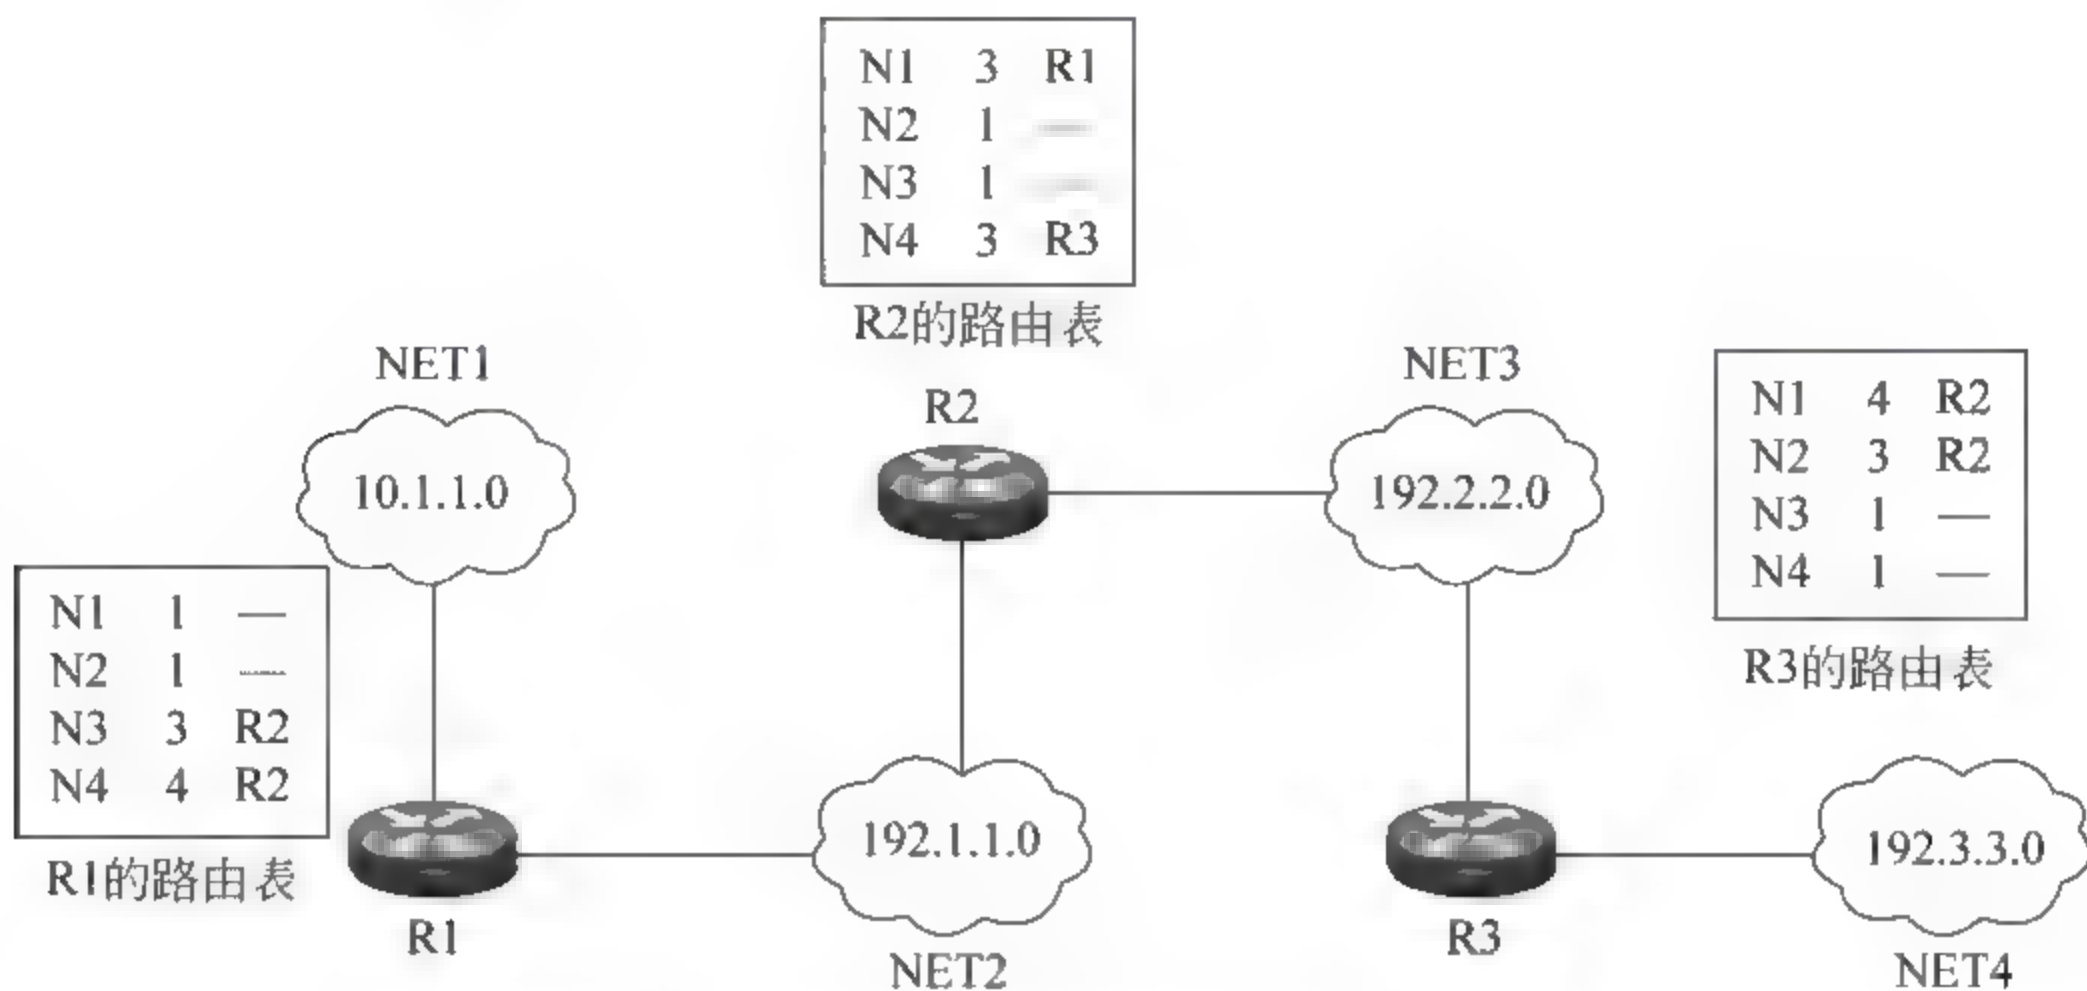 N1 3 R1
N2 1 —
N3 1 —
N4 3 R3
R2的路由表
NET1
10.1.1.0
R2
NET3
192.2.2.0
N1 4 R2
N2 3 R2
N3 1 —
N4 1 —
R3的路由表
N1 1 —
N2 1 —
N3 3 R2
N4 4 R2
R1的路由表
R1
192.1.1.0
NET2
R3
192.3.3.0
NET4